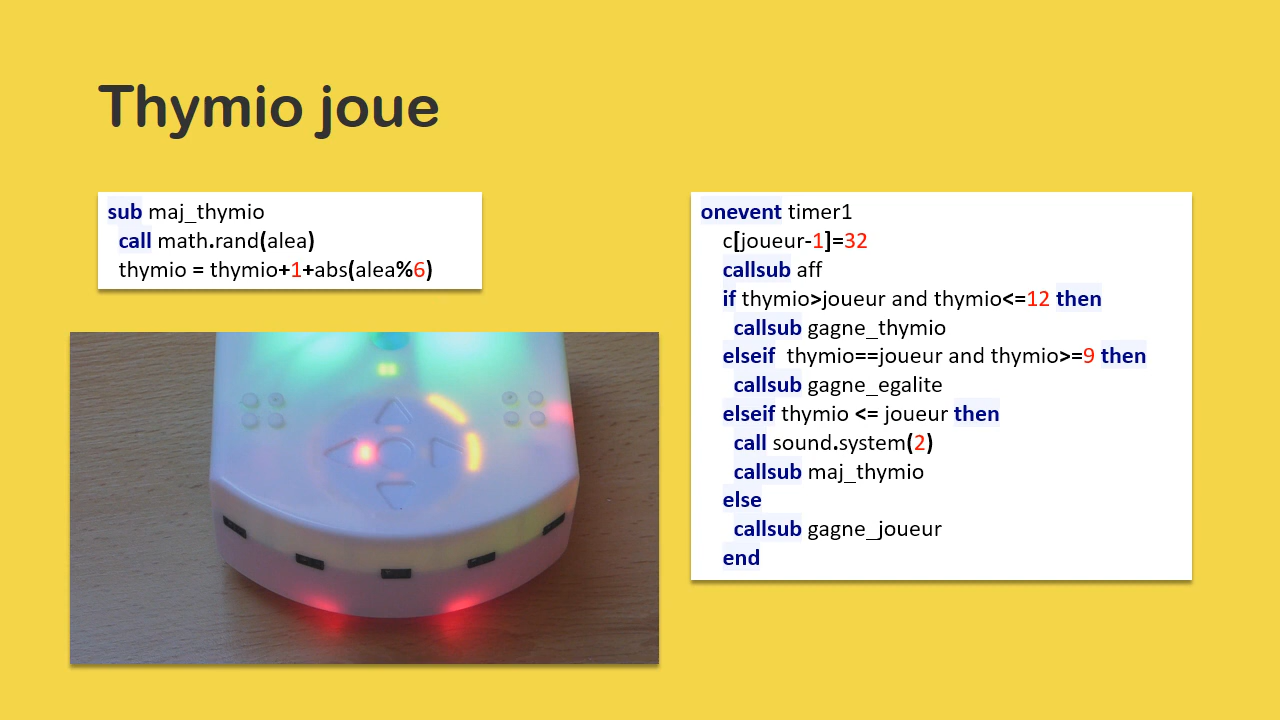 Thymio joue
sub maj_thymio
call math.rand(alea)
thymio = thymio+1+abs(alea%6)
onevent timer1
c[joueur-1]=32
callsub aff
if thymio>joueur and thymio<=12 then
callsub gagne_thymio
elseif thymio==joueur and thymio>=9 then
callsub gagne_egalite
elseif thymio <= joueur then
call sound.system(2)
callsub maj_thymio
else
callsub gagne_joueur
end